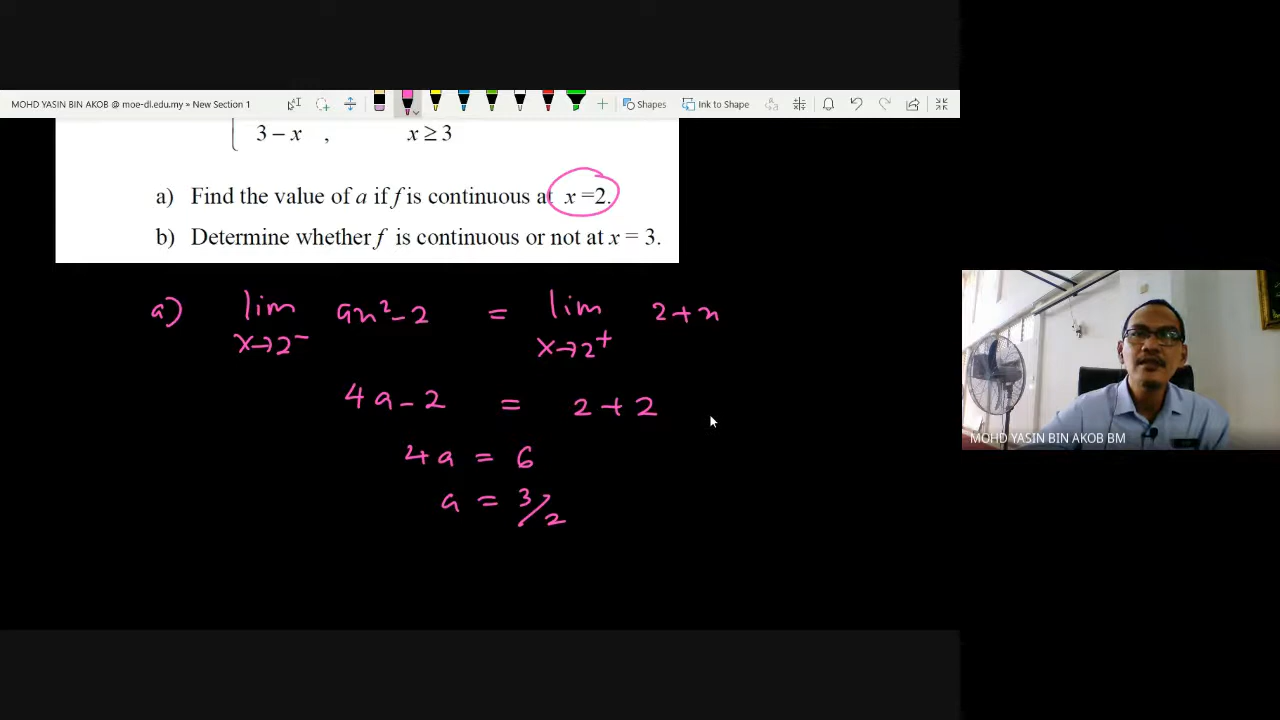 MOHD YASIN BIN AKOB @ moe-dl.edu.my » New Section 1
Shapes
Ink to Shape
3 − x , x ≥ 3
a) Find the value of a if f is continuous at x =2.
b) Determine whether f is continuous or not at x = 3.
a) lim x→2⁻ ax²-2 = lim x→2⁺ 2+x
4a-2 = 2+2
4a = 6
a = 3/2
MOHD YASIN BIN AKOB BM